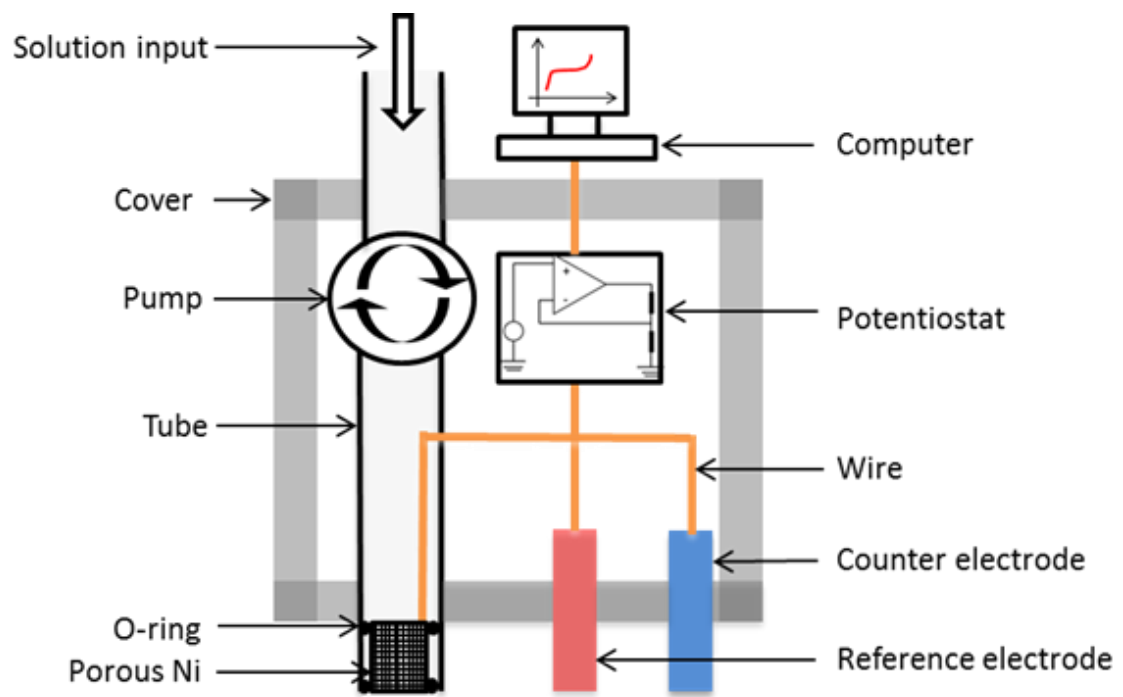 Solution input
Computer
Cover
Pump
Potentiostat
+
-
Tube
Wire
Counter electrode
O-ring
Porous Ni
Reference electrode